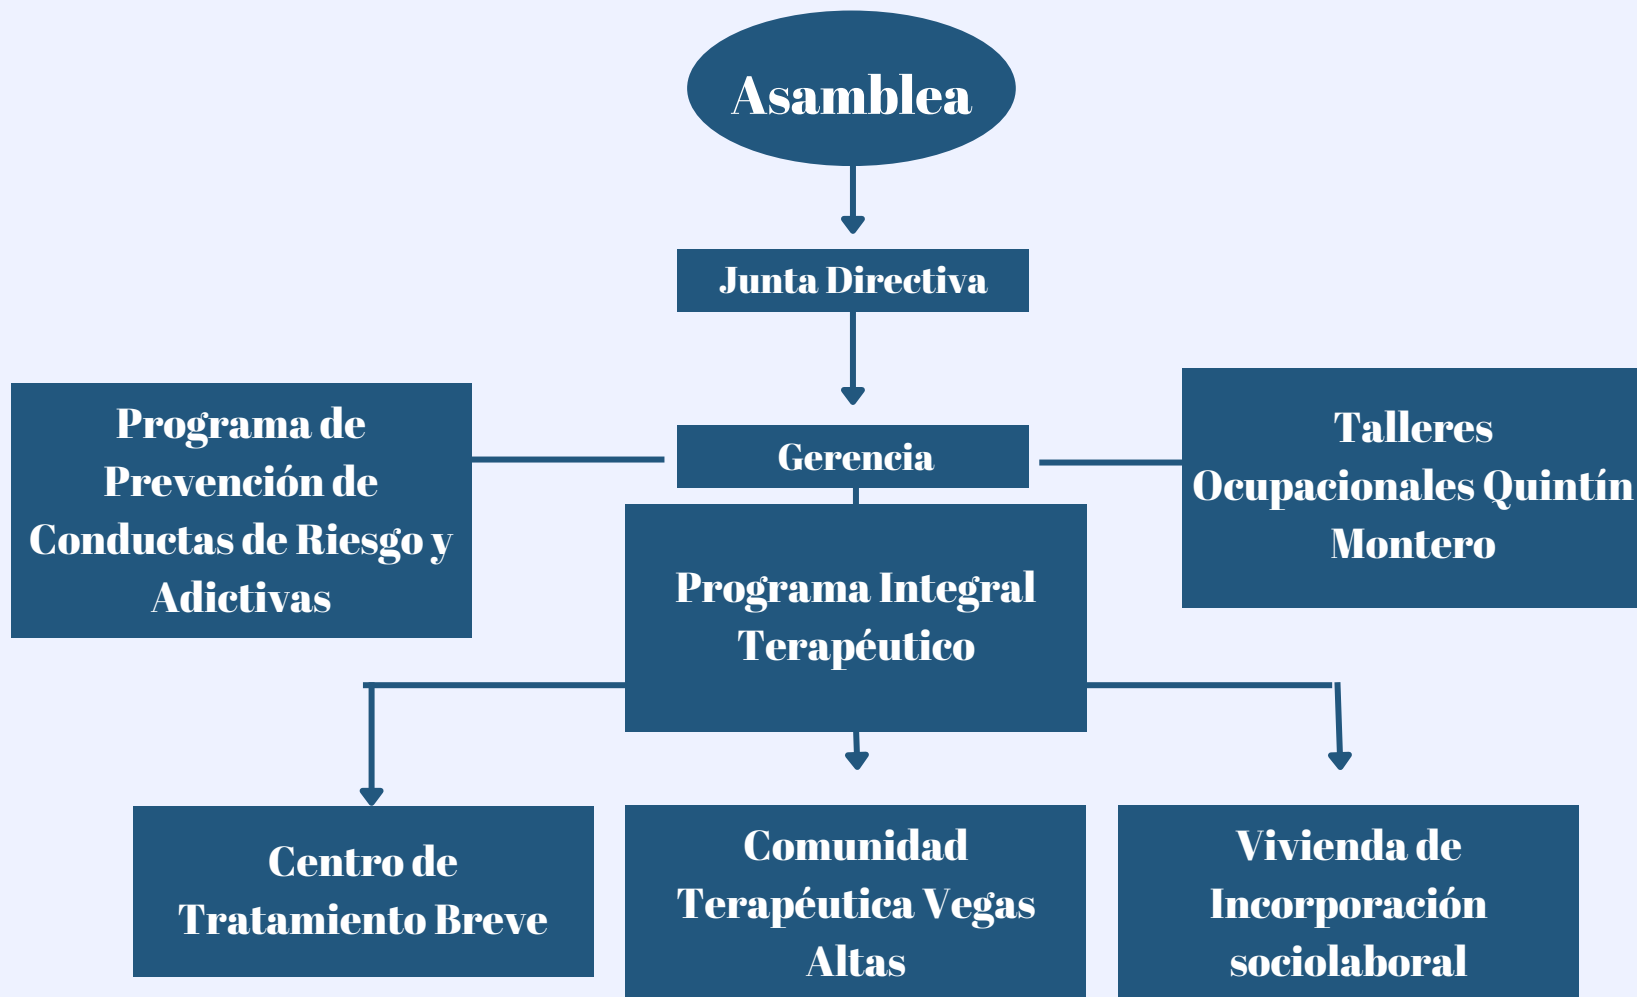 Asamblea
Junta Directiva
Programa de
Prevención de
Conductas de Riesgo y
Adictivas
Gerencia
Talleres
Ocupacionales Quintín
Montero
Programa Integral
Terapéutico
Centro de
Tratamiento Breve
Comunidad
Terapéutica Vegas
Altas
Vivienda de
Incorporación
sociolaboral